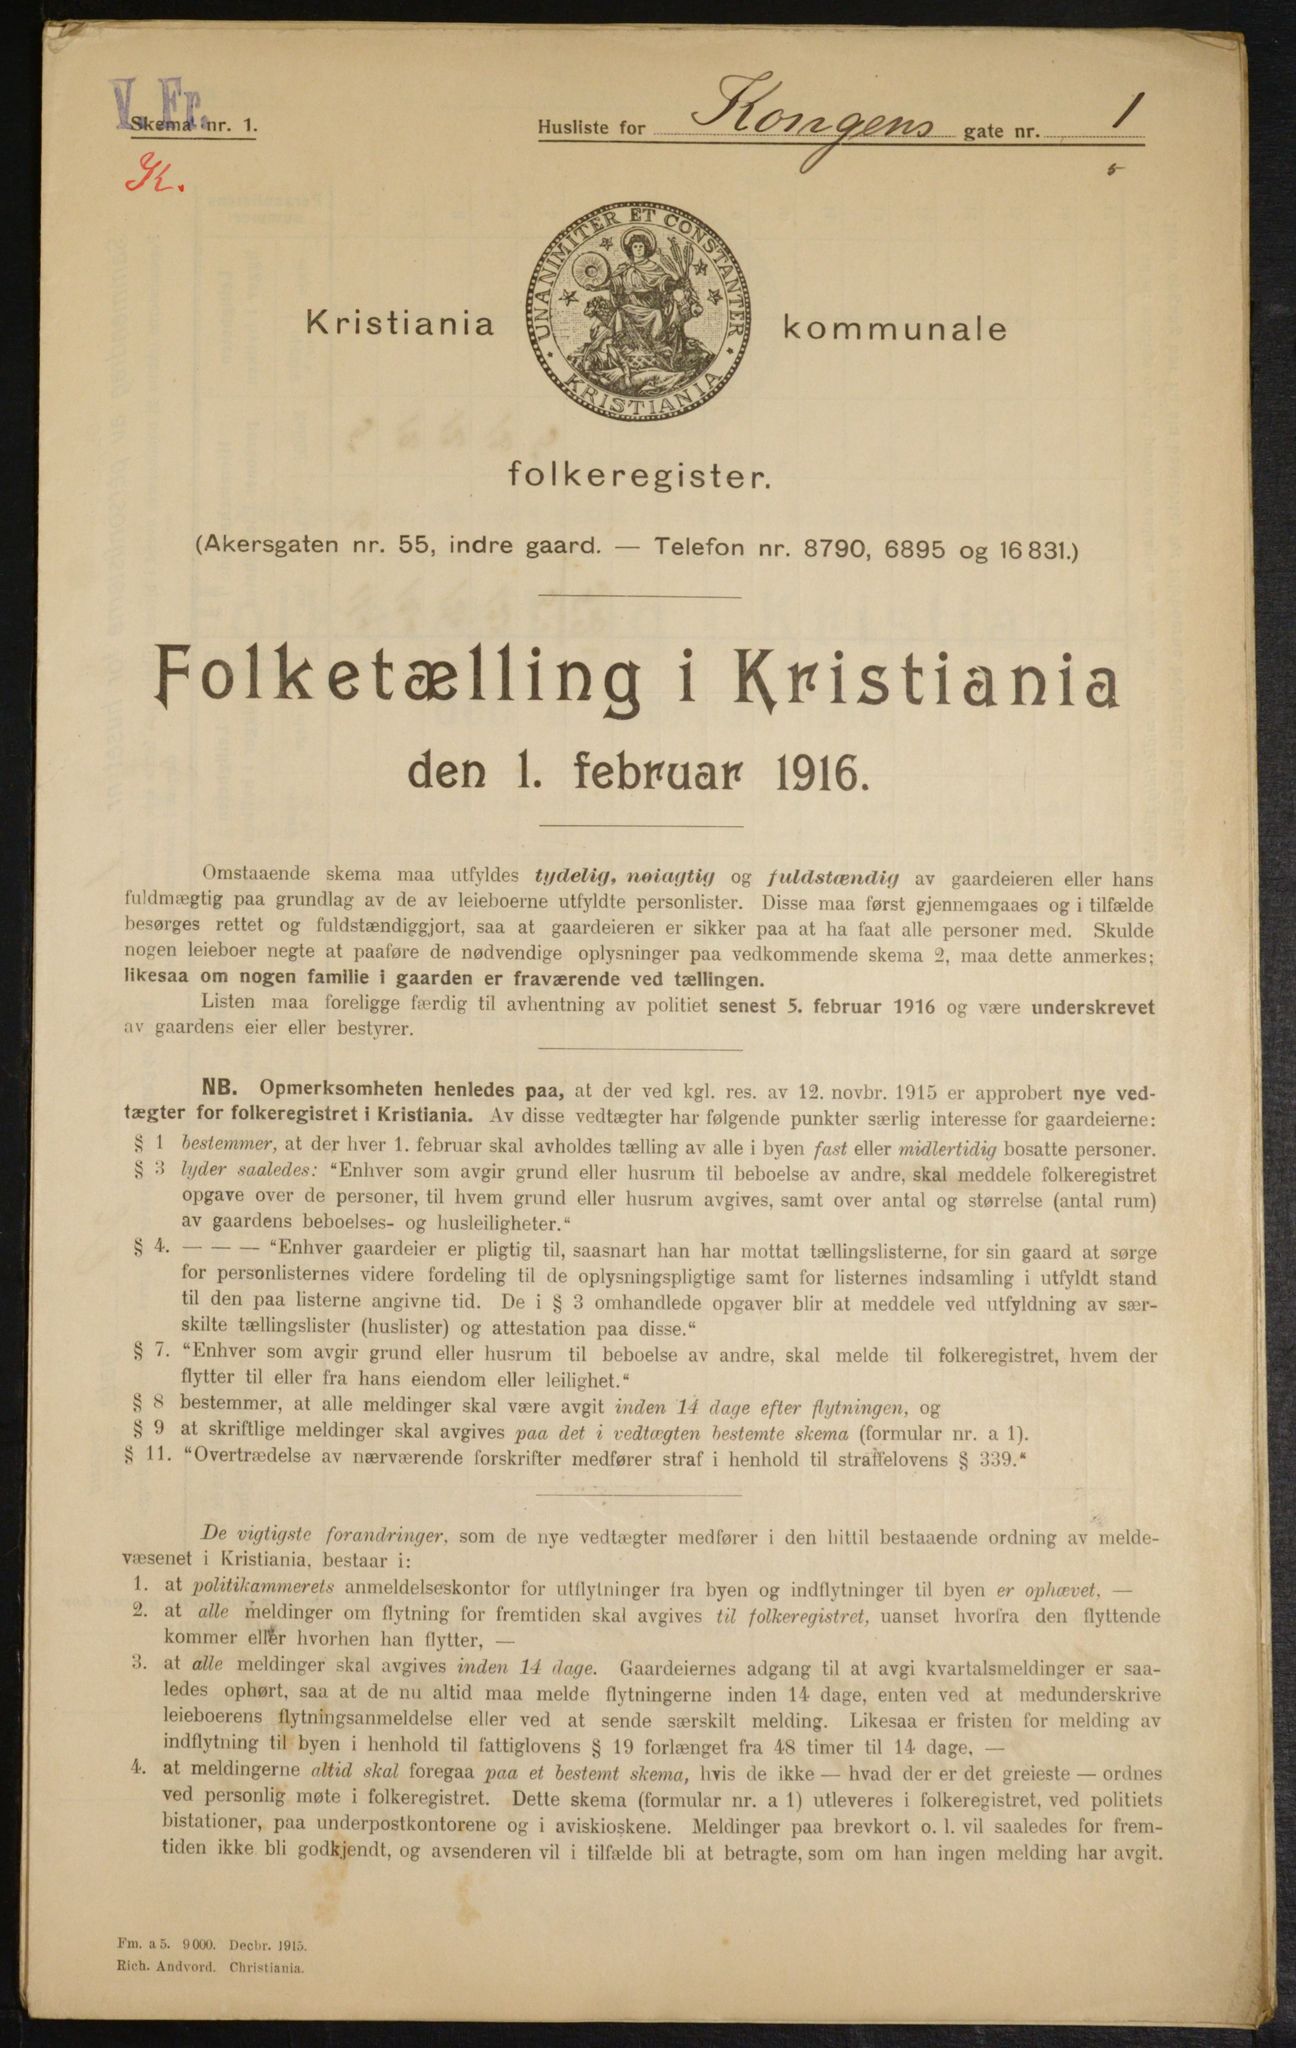 V. Fr.
Skema nr. 1.
Husliste for Kongens gate nr. 1
K.
5
UNANIMITER ET CONSTANTER
KRISTIANIA
Kristiania kommunale
folkeregister.
(Akersgaten nr. 55, indre gaard. — Telefon nr. 8790, 6895 og 16 831.)
Folketælling i Kristiania
den 1. februar 1916.
Omstaaende skema maa utfyldes tydelig, nøiagtig og fuldstændig av gaardeieren eller hans
fuldmægtig paa grundlag av de av leieboerne utfyldte personlister. Disse maa først gjennemgaaes og i tilfælde
besørges rettet og fuldstændiggjort, saa at gaardeieren er sikker paa at ha faat alle personer med. Skulde
nogen leieboer negte at paaføre de nødvendige oplysninger paa vedkommende skema 2, maa dette anmerkes;
likesaa om nogen familie i gaarden er fraværende ved tællingen.
Listen maa foreligge færdig til avhentning av politiet senest 5. februar 1916 og være underskrevet
av gaardens eier eller bestyrer.
NB. Opmerksomheten henledes paa, at der ved kgl. res. av 12. novbr. 1915 er approbert nye ved-
tægter for folkeregistret i Kristiania. Av disse vedtægter har følgende punkter særlig interesse for gaardeierne:
§ 1 bestemmer, at der hver 1. februar skal avholdes tælling av alle i byen fast eller midlertidig bosatte personer.
§ 3 lyder saaledes: “Enhver som avgir grund eller husrum til beboelse av andre, skal meddele folkeregistret
opgave over de personer, til hvem grund eller husrum avgives, samt over antal og størrelse (antal rum)
av gaardens beboelses- og husleiligheter.“
§ 4. — — — “Enhver gaardeier er pligtig til, saasnart han har mottat tællingslisterne, for sin gaard at sørge
for personlisternes videre fordeling til de oplysningspligtige samt for listernes indsamling i utfyldt stand
til den paa listerne angivne tid. De i § 3 omhandlede opgaver blir at meddele ved utfyldning av sær-
skilte tællingslister (huslister) og attestation paa disse.“
§ 7. “Enhver som avgir grund eller husrum til beboelse av andre, skal melde til folkeregistret, hvem der
flytter til eller fra hans eiendom eller leilighet.“
§ 8 bestemmer, at alle meldinger skal være avgit inden 14 dage efter flytningen, og
§ 9 at skriftlige meldinger skal avgives paa det i vedtægten bestemte skema (formular nr. a 1).
§ 11. “Overtrædelse av nærværende forskrifter medfører straf i henhold til straffelovens § 339.“
De vigtigste forandringer, som de nye vedtægter medfører i den hittil bestaaende ordning av melde-
væsenet i Kristiania, bestaar i:
1. at politikammerets anmeldelseskontor for utflytninger fra byen og indflytninger til byen er ophævet, —
2. at alle meldinger om flytning for fremtiden skal avgives til folkeregistret, uanset hvorfra den flyttende
kommer eller hvorhen han flytter, —
3. at alle meldinger skal avgives inden 14 dage. Gaardeiernes adgang til at avgi kvartalsmeldinger er saa-
ledes ophørt, saa at de nu altid maa melde flytningerne inden 14 dage, enten ved at medunderskrive
leieboerens flytningsanmeldelse eller ved at sende særskilt melding. Likesaa er fristen for melding av
indflytning til byen i henhold til fattiglovens § 19 forlænget fra 48 timer til 14 dage, —
4. at meldingerne altid skal foregaa paa et bestemt skema, hvis de ikke — hvad der er det greieste — ordnes
ved personlig møte i folkeregistret. Dette skema (formular nr. a 1) utleveres i folkeregistret, ved politiets
bistationer, paa underpostkontorene og i aviskioskene. Meldinger paa brevkort o. l. vil saaledes for frem-
tiden ikke bli godkjendt, og avsenderen vil i tilfælde bli at betragte, som om han ingen melding har avgit.
Fm. a 5. 9 000. Decbr. 1915.
Rich. Andvord. Christiania.